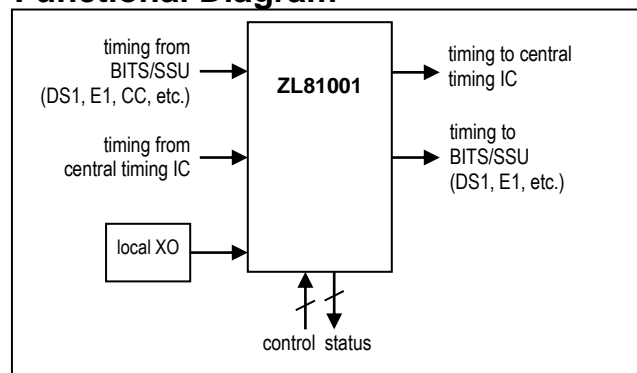 Functional Diagram
timing from
BITS/SSU
(DS1, E1, CC, etc.)
timing from
central timing IC
local XO
ZL81001
timing to central
timing IC
timing to
BITS/SSU
(DS1, E1, etc.)
control status